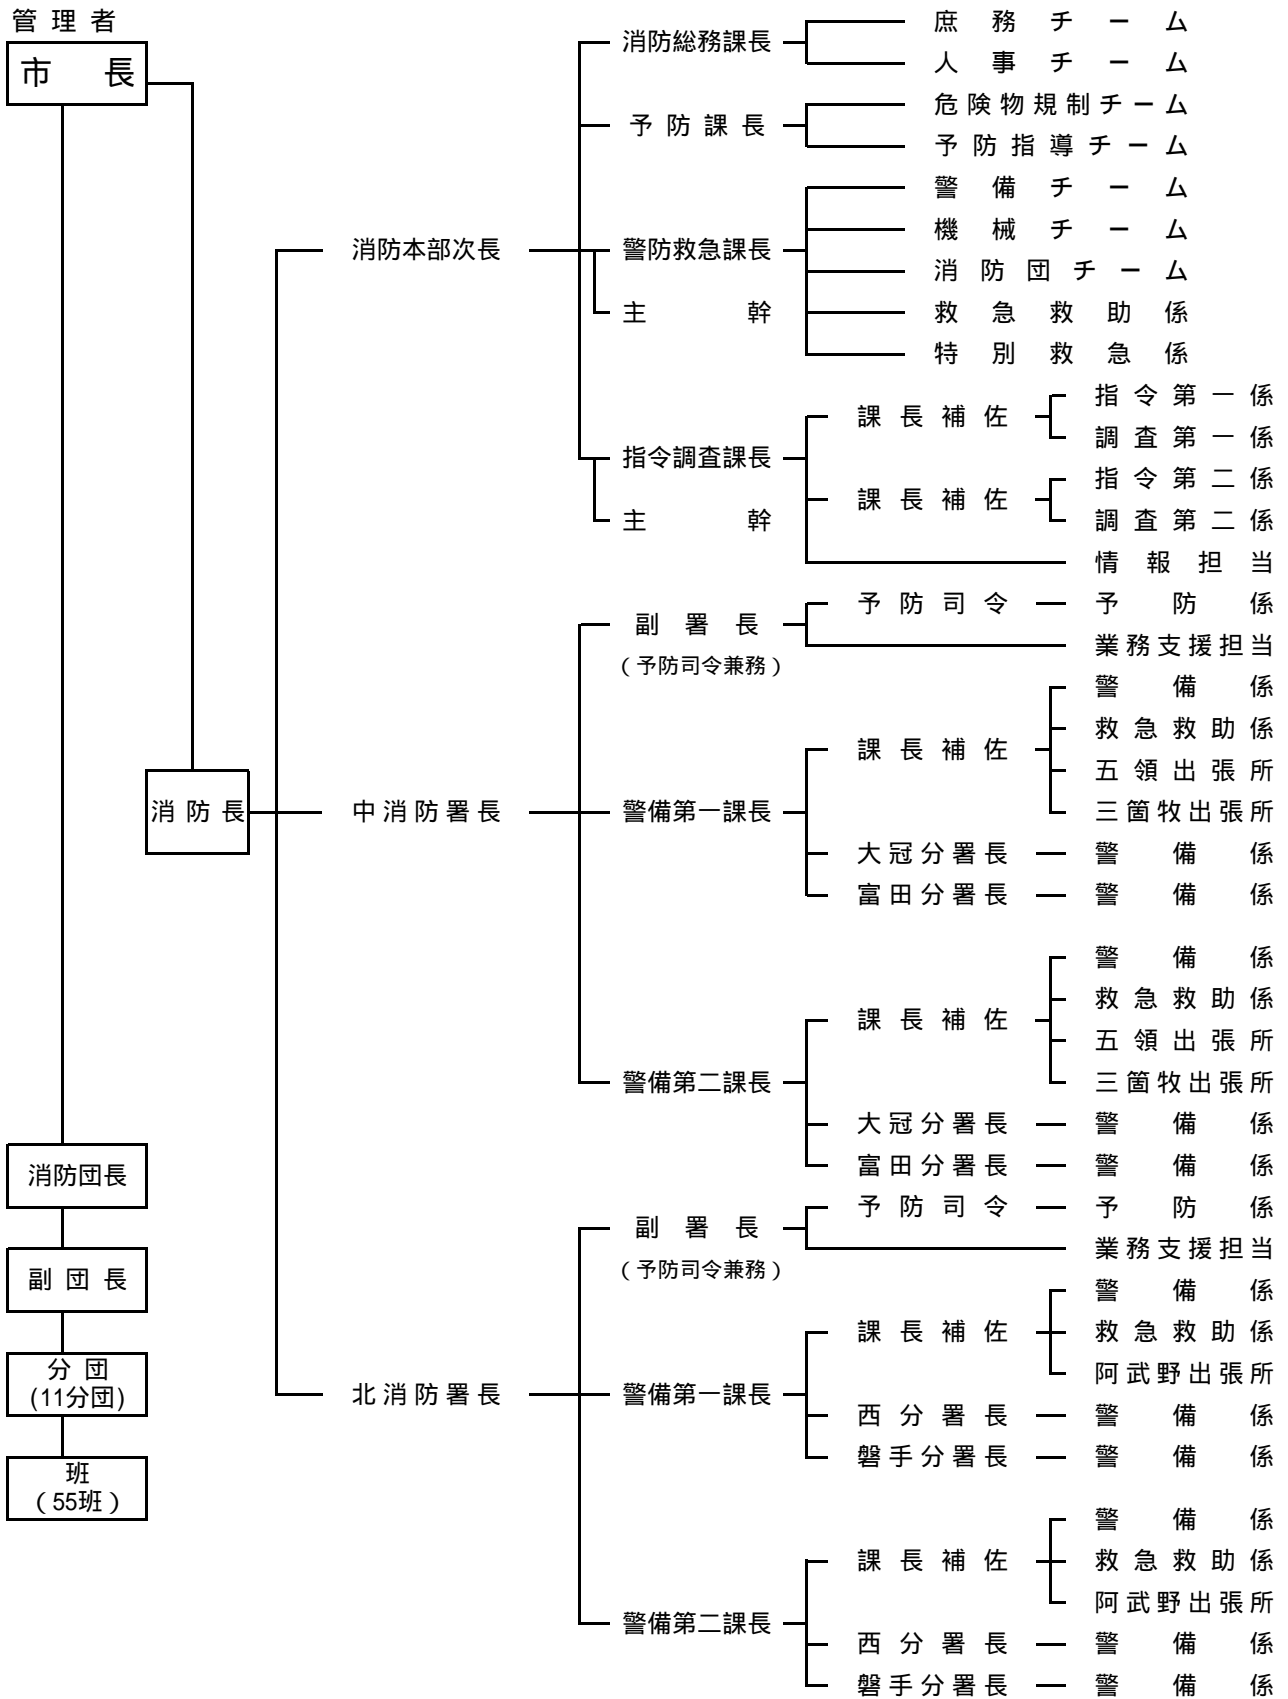 管理者
市長
消防総務課長
庶務チーム
人事チーム
予防課長
危険物規制チーム
予防指導チーム
消防本部次長
警防救急課長
主幹
警備チーム
機械チーム
消防団チーム
救急救助係
特別救急係
指令調査課長
主幹
課長補佐
指令第一係
調査第一係
課長補佐
指令第二係
調査第二係
情報担当
消防長
中消防署長
副署長
(予防司令兼務)
予防司令
予防係
業務支援担当
警備第一課長
課長補佐
警備係
救急救助係
五領出張所
三箇牧出張所
大冠分署長
警備係
富田分署長
警備係
警備第二課長
課長補佐
警備係
救急救助係
五領出張所
三箇牧出張所
大冠分署長
警備係
富田分署長
警備係
北消防署長
副署長
(予防司令兼務)
予防司令
予防係
業務支援担当
警備第一課長
課長補佐
警備係
救急救助係
阿武野出張所
西分署長
警備係
磐手分署長
警備係
警備第二課長
課長補佐
警備係
救急救助係
阿武野出張所
西分署長
警備係
磐手分署長
警備係
消防団長
副団長
分団
(11分団)
班
(55班)